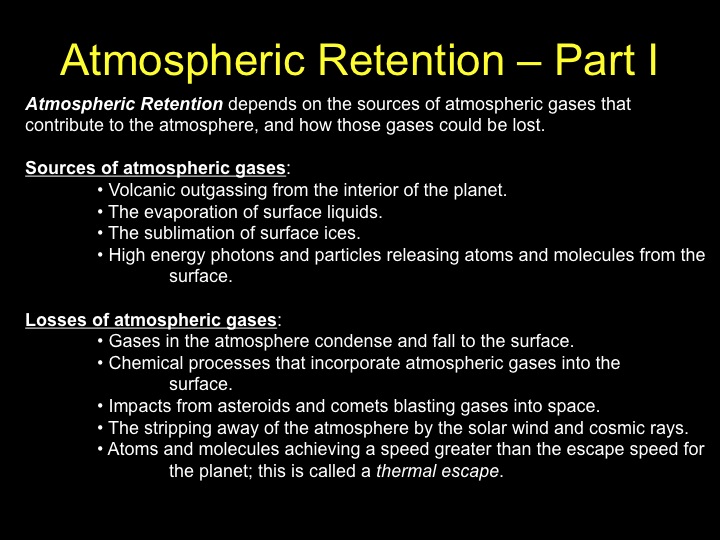 Atmospheric Retention – Part I
Atmospheric Retention depends on the sources of atmospheric gases that
contribute to the atmosphere, and how those gases could be lost.
Sources of atmospheric gases:
• Volcanic outgassing from the interior of the planet.
• The evaporation of surface liquids.
• The sublimation of surface ices.
• High energy photons and particles releasing atoms and molecules from the
surface.
Losses of atmospheric gases:
• Gases in the atmosphere condense and fall to the surface.
• Chemical processes that incorporate atmospheric gases into the
surface.
• Impacts from asteroids and comets blasting gases into space.
• The stripping away of the atmosphere by the solar wind and cosmic rays.
• Atoms and molecules achieving a speed greater than the escape speed for
the planet; this is called a thermal escape.